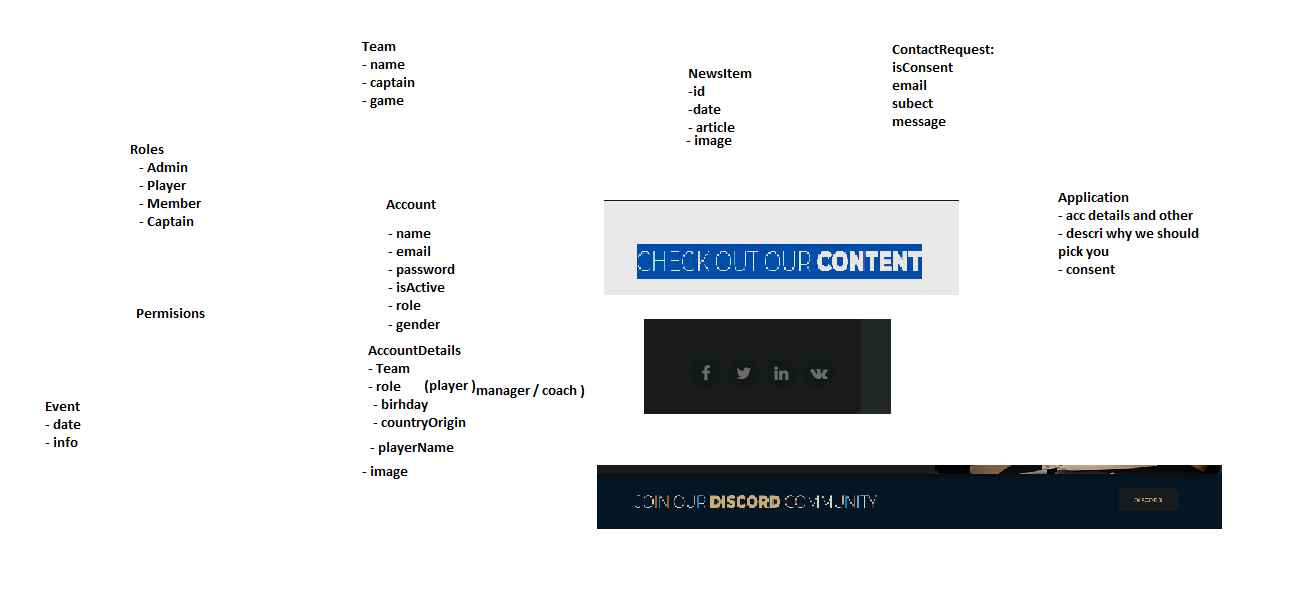 Team
- name
- captain
- game
NewsItem
-id
-date
- article
- image
ContactRequest:
isConsent
email
subect
message
Roles
- Admin
- Player
- Member
- Captain
Account
- name
- email
- password
- isActive
- role
- gender
Application
- acc details and other
- descri why we should
pick you
- consent
CHECK OUT OUR CONTENT
Permisions
AccountDetails
- Team
- role (player ) manager / coach )
- birhday
- countryOrigin
- playerName
- image
Event
- date
- info
JOIN OUR DISCORD COMMUNITY